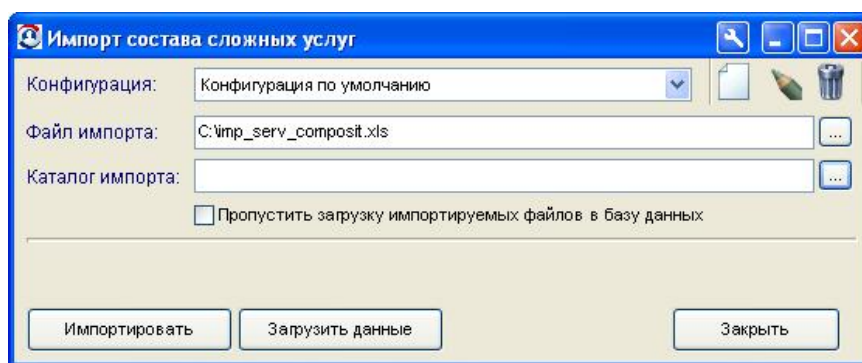 Импорт состава сложных услуг
Конфигурация: Конфигурация по умолчанию
Файл импорта: C:\imp_serv_composit.xls ...
Каталог импорта: ...
Пропустить загрузку импортируемых файлов в базу данных
Импортировать Загрузить данные Закрыть